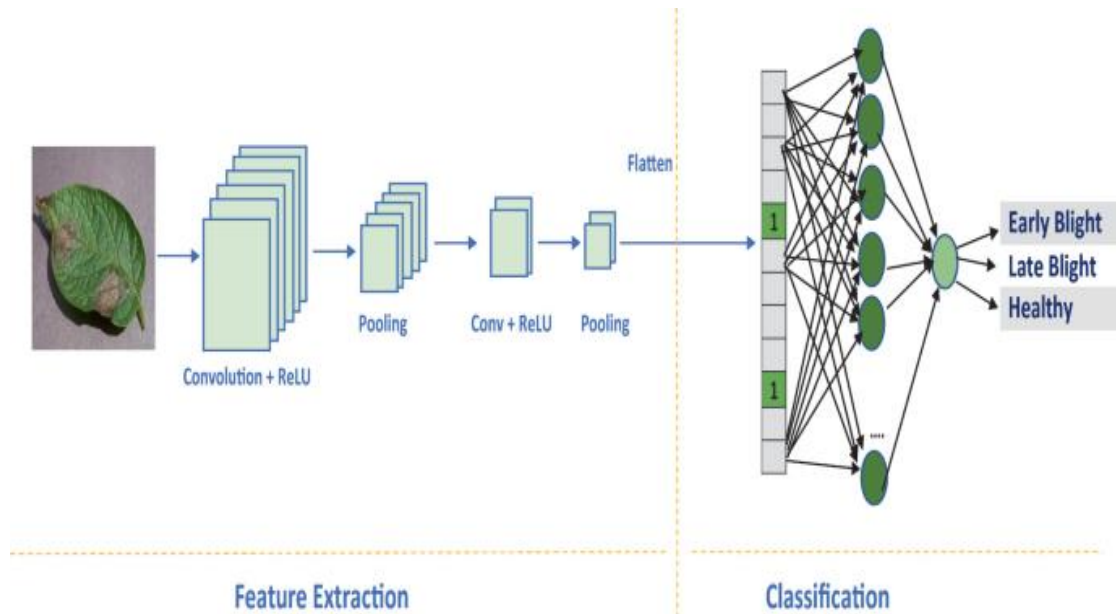 Flatten
Convolution + ReLU
Pooling
Conv + ReLU
Pooling
1
1
....
Early Blight
Late Blight
Healthy
Feature Extraction
Classification